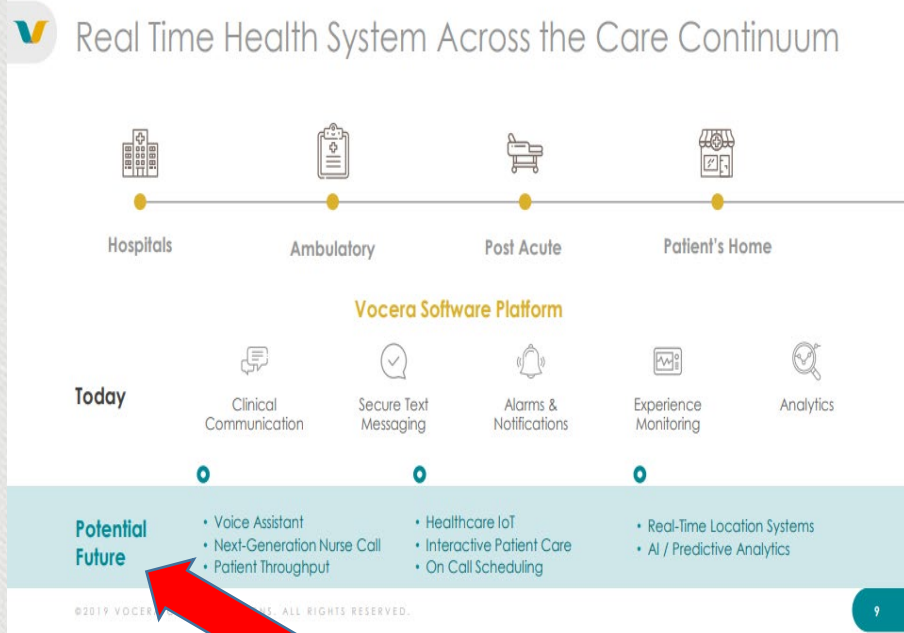 Real Time Health System Across the Care Continuum
Hospitals
Ambulatory
Post Acute
Patient's Home
Vocera Software Platform
Today
Clinical
Communication
Secure Text
Messaging
Alarms &
Notifications
Experience
Monitoring
Analytics
Potential
Future
• Voice Assistant
• Next-Generation Nurse Call
• Patient Throughput
• Healthcare IoT
• Interactive Patient Care
• On Call Scheduling
• Real-Time Location Systems
• AI / Predictive Analytics
©2019 VOCER NS. ALL RIGHTS RESERVED.
9